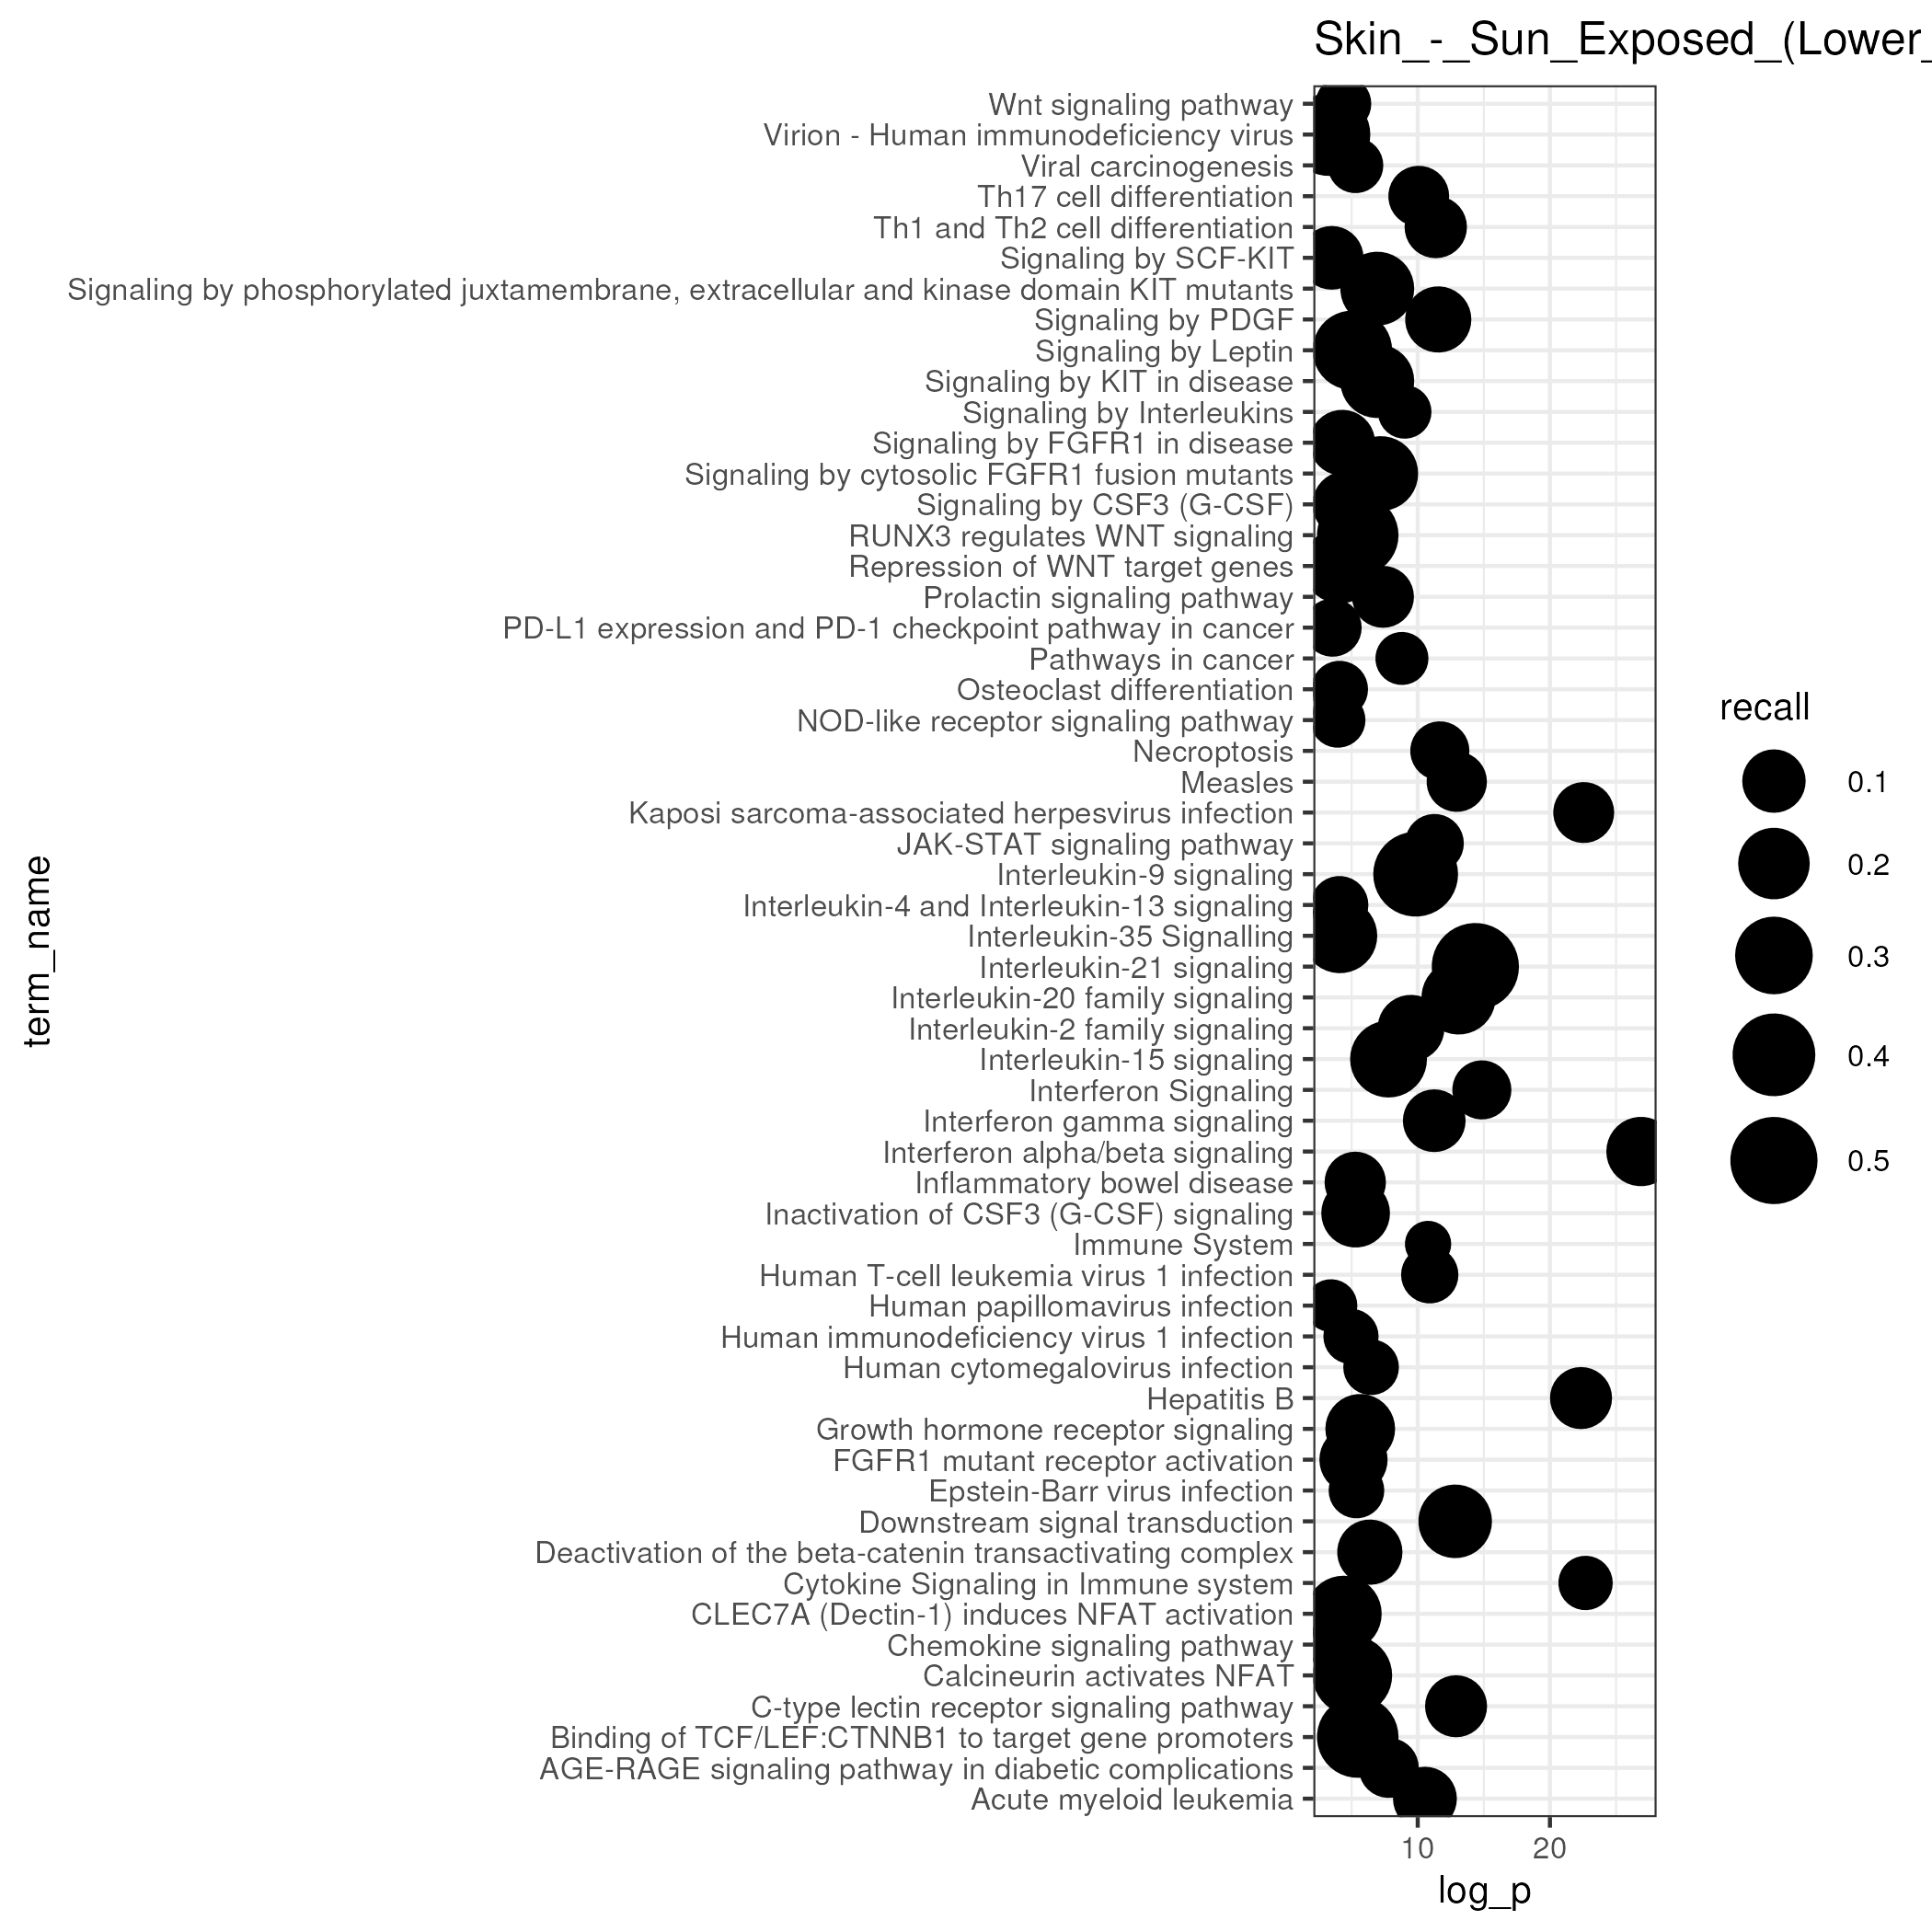 Skin_-_Sun_Exposed_(Lower_
Wnt signaling pathway
Virion - Human immunodeficiency virus
Viral carcinogenesis
Th17 cell differentiation
Th1 and Th2 cell differentiation
Signaling by SCF-KIT
Signaling by phosphorylated juxtamembrane, extracellular and kinase domain KIT mutants
Signaling by PDGF
Signaling by Leptin
Signaling by KIT in disease
Signaling by Interleukins
Signaling by FGFR1 in disease
Signaling by cytosolic FGFR1 fusion mutants
Signaling by CSF3 (G-CSF)
RUNX3 regulates WNT signaling
Repression of WNT target genes
Prolactin signaling pathway
PD-L1 expression and PD-1 checkpoint pathway in cancer
Pathways in cancer
Osteoclast differentiation
NOD-like receptor signaling pathway
Necroptosis
Measles
Kaposi sarcoma-associated herpesvirus infection
JAK-STAT signaling pathway
Interleukin-9 signaling
Interleukin-4 and Interleukin-13 signaling
Interleukin-35 Signalling
Interleukin-21 signaling
Interleukin-20 family signaling
Interleukin-2 family signaling
Interleukin-15 signaling
Interferon Signaling
Interferon gamma signaling
Interferon alpha/beta signaling
Inflammatory bowel disease
Inactivation of CSF3 (G-CSF) signaling
Immune System
Human T-cell leukemia virus 1 infection
Human papillomavirus infection
Human immunodeficiency virus 1 infection
Human cytomegalovirus infection
Hepatitis B
Growth hormone receptor signaling
FGFR1 mutant receptor activation
Epstein-Barr virus infection
Downstream signal transduction
Deactivation of the beta-catenin transactivating complex
Cytokine Signaling in Immune system
CLEC7A (Dectin-1) induces NFAT activation
Chemokine signaling pathway
Calcineurin activates NFAT
C-type lectin receptor signaling pathway
Binding of TCF/LEF:CTNNB1 to target gene promoters
AGE-RAGE signaling pathway in diabetic complications
Acute myeloid leukemia
term_name
10
20
log_p
recall
0.1
0.2
0.3
0.4
0.5